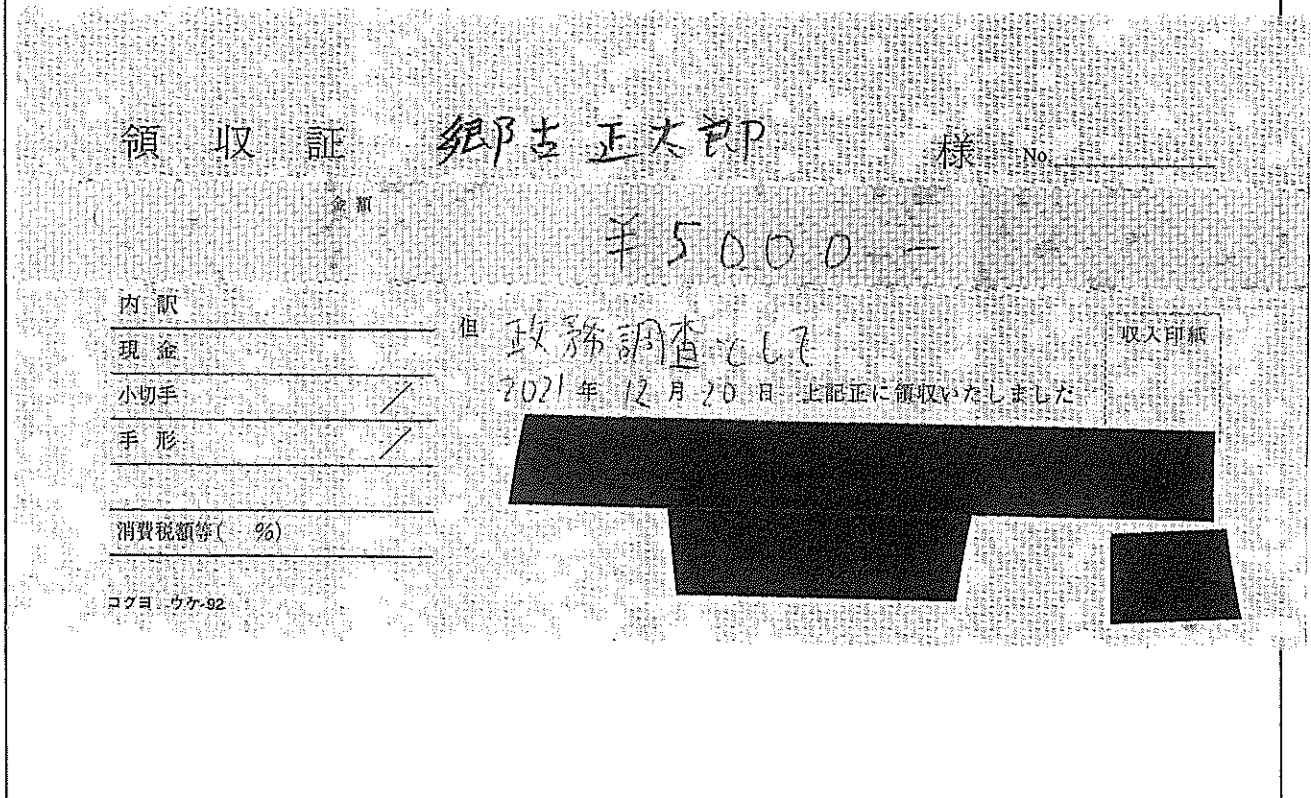 領収証 郷古正太郎 様 No.
金額
¥5000-
内訳
現金
小切手 /
手形 /
消費税額等( %)
コクヨ ウケ-92
但 政務調査として
2021年12月20日 上記正に領収いたしました
収入印紙